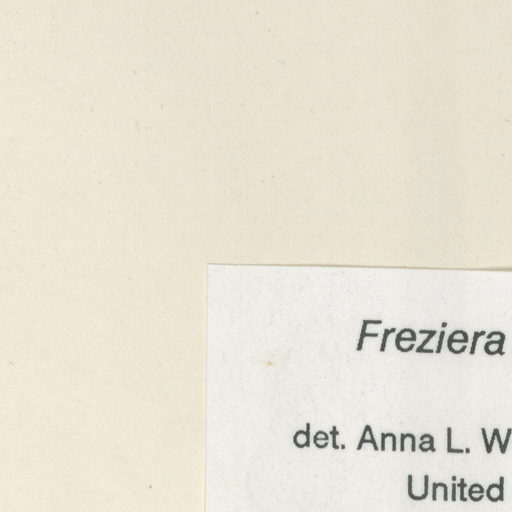 Freziera
det. Anna L. W
United